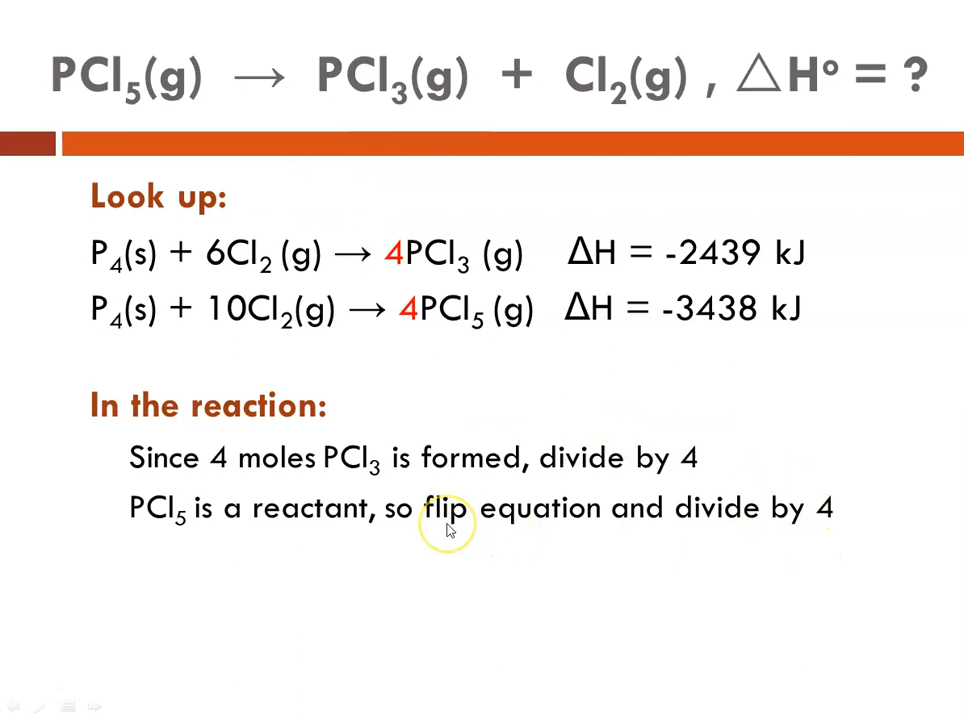 PCl₅(g) → PCl₃(g) + Cl₂(g) , △Hº = ?
Look up:
P₄(s) + 6Cl₂ (g) → 4PCl₃ (g) ΔH = -2439 kJ
P₄(s) + 10Cl₂(g) → 4PCl₅ (g) ΔH = -3438 kJ
In the reaction:
Since 4 moles PCl₃ is formed, divide by 4
PCl₅ is a reactant, so flip equation and divide by 4